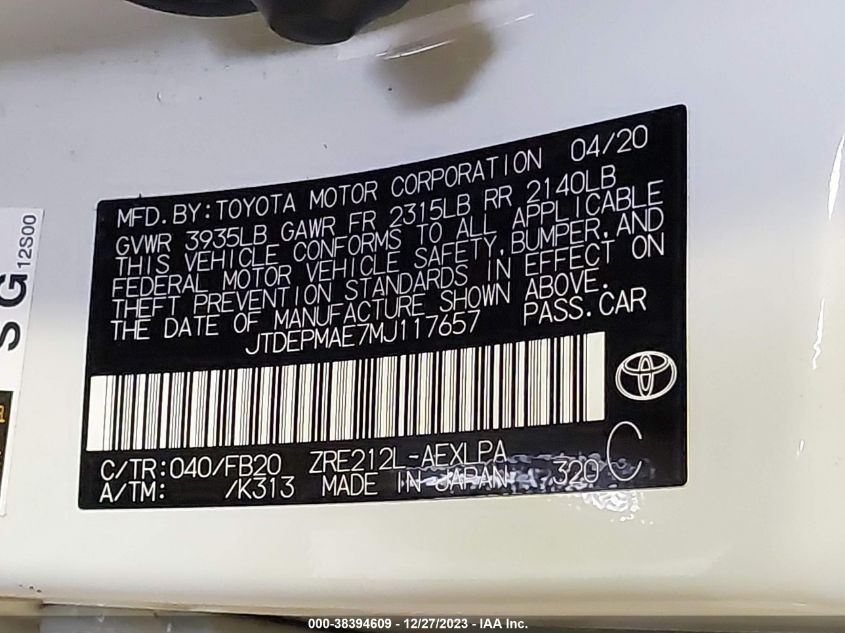 MFD. BY: TOYOTA MOTOR CORPORATION 04/20
GVWR 3935LB GAWR FR 2315LB RR 2140LB
THIS VEHICLE CONFORMS TO ALL APPLICABLE
FEDERAL MOTOR VEHICLE SAFETY, BUMPER, AND
THEFT PREVENTION STANDARDS IN EFFECT ON
THE DATE OF MANUFACTURE SHOWN ABOVE.
JTDEPMAE7MJ117657 PASS. CAR
C/TR: 040/FB20 ZRE212L-AEXLPA
A/TM: /K313 MADE IN JAPAN 320 C
SG
12S00
000-38394609 - 12/27/2023 - IAA Inc.